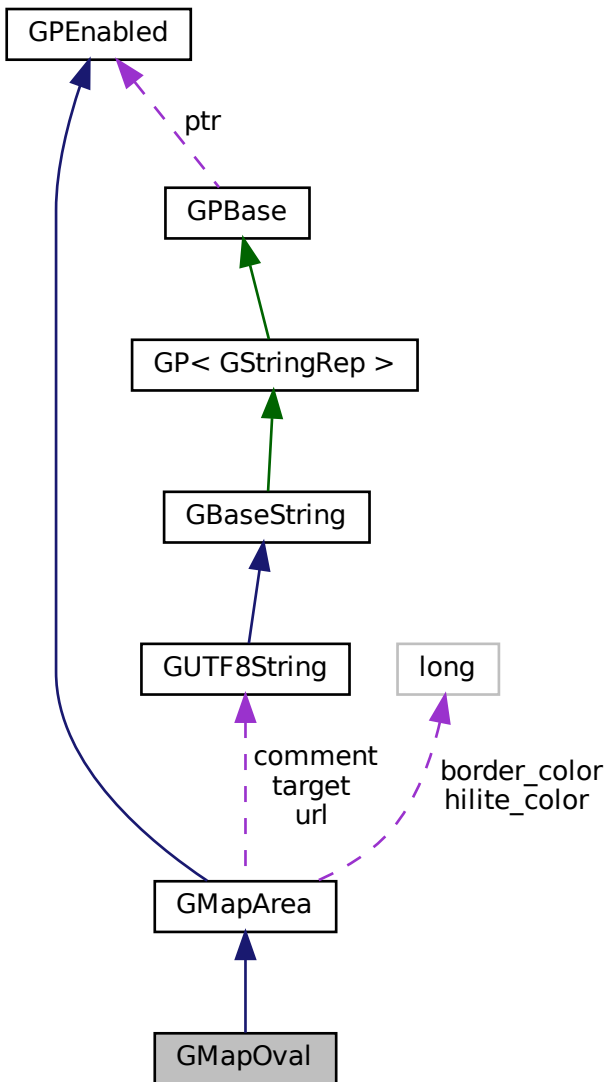 GPEnabled
ptr
GPBase
GP< GStringRep >
GBaseString
GUTF8String
long
comment
target
url
border_color
hilite_color
GMapArea
GMapOval